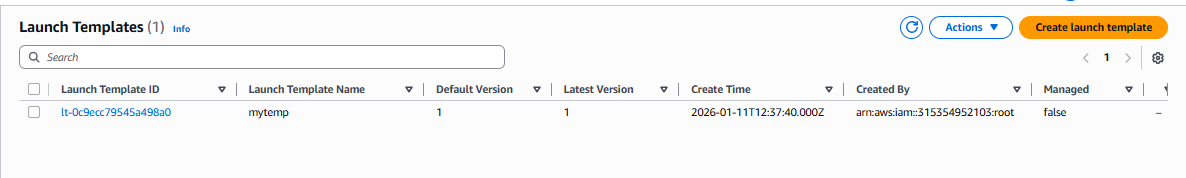 Launch Templates (1) Info
Actions
Create launch template
Search
1
Launch Template ID
Launch Template Name
Default Version
Latest Version
Create Time
Created By
Managed
lt-0c9ecc79545a498a0
mytemp
1
1
2026-01-11T12:37:40.000Z
arn:aws:iam::315354952103:root
false
–